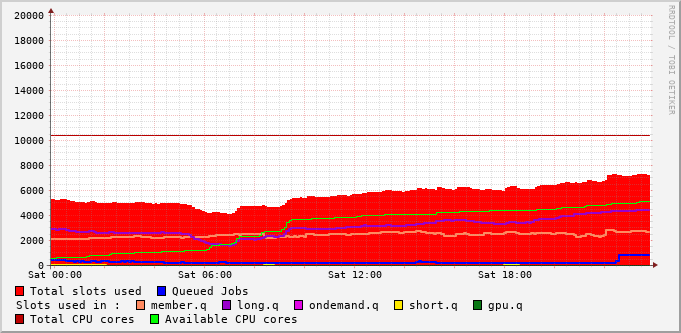 20000
18000
16000
14000
12000
10000
8000
6000
4000
2000
0
Sat 00:00 Sat 06:00 Sat 12:00 Sat 18:00
Total slots used Queued Jobs
Slots used in : member.q long.q ondemand.q short.q gpu.q
Total CPU cores Available CPU cores
RRDTOOL / TOBI OETIKER